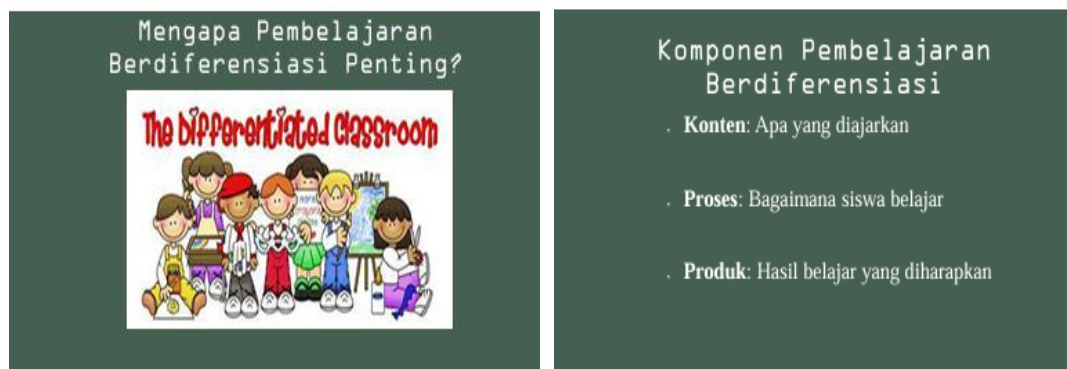 Mengapa Pembelajaran
Berdiferensiasi Penting?
The Differentiated Classroom
Komponen Pembelajaran
Berdiferensiasi
. Konten: Apa yang diajarkan
. Proses: Bagaimana siswa belajar
. Produk: Hasil belajar yang diharapkan